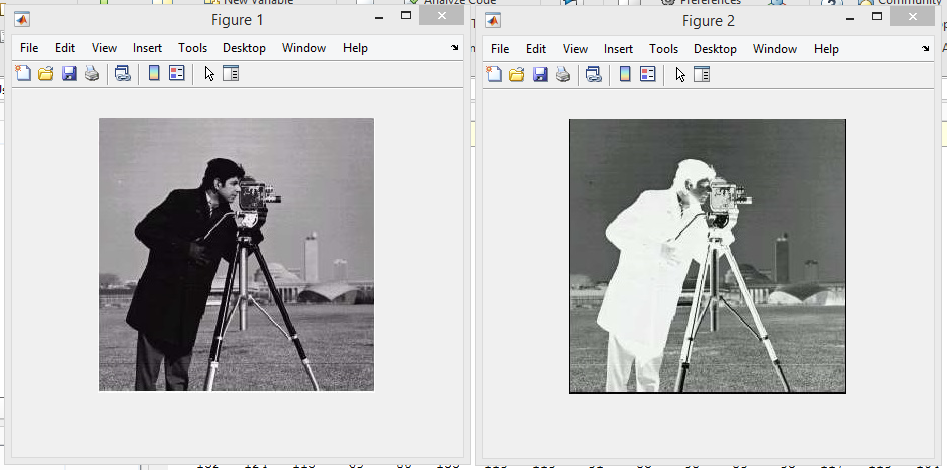 New Variable
Analyze Code
Preferences
Community
Figure 1
File Edit View Insert Tools Desktop Window Help
Figure 2
File Edit View Insert Tools Desktop Window Help